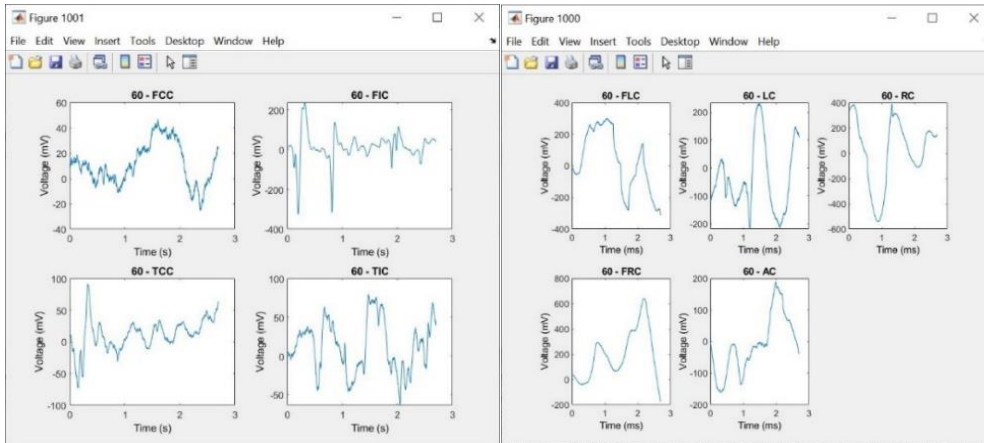 Figure 1001
File Edit View Insert Tools Desktop Window Help
60 - FCC
Voltage (mV)
60
40
20
0
-20
-40
0 1 2 3
Time (s)
60 - FIC
Voltage (mV)
200
0
-200
-400
0 1 2 3
Time (s)
60 - TCC
Voltage (mV)
100
50
0
-50
-100
0 1 2 3
Time (s)
60 - TIC
Voltage (mV)
100
50
0
-50
0 1 2 3
Time (s)
Figure 1000
File Edit View Insert Tools Desktop Window Help
60 - FLC
Voltage (mV)
400
200
0
-200
-400
0 1 2 3
Time (ms)
60 - LC
Voltage (mV)
200
100
0
-100
-200
0 1 2 3
Time (ms)
60 - RC
Voltage (mV)
400
200
0
-200
-400
-600
0 1 2 3
Time (ms)
60 - FRC
Voltage (mV)
800
600
400
200
0
-200
0 1 2 3
Time (ms)
60 - AC
Voltage (mV)
200
100
0
-100
-200
0 1 2 3
Time (ms)